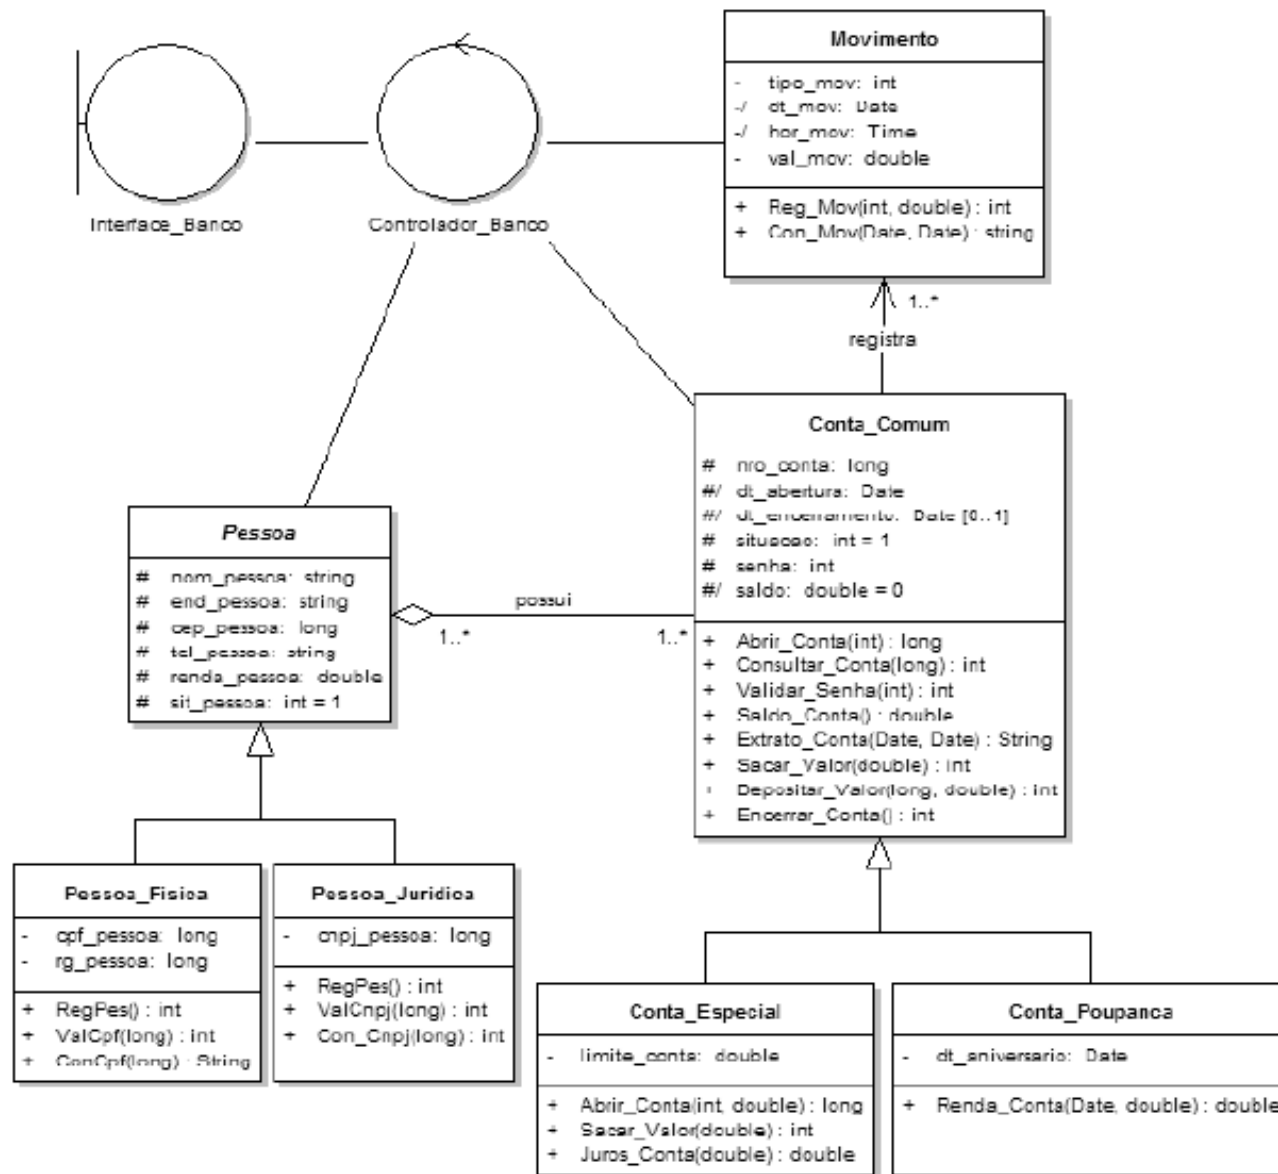 Movimento
- tipo_mov: int
-/ dt_mov: Date
-/ hor_mov: Time
- val_mov: double
+ Reg_Mov(int, double) : int
+ Con_Mov(Date, Date) : string
Interface_Banco
Controlador_Banco
1..*
registra
Conta_Comum
# nro_conta: long
#/ dt_abertura: Date
#/ dt_encerramento: Date [0..1]
# situacao: int = 1
# senha: int
#/ saldo: double = 0
+ Abrir_Conta(int) : long
+ Consultar_Conta(long) : int
+ Validar_Senha(int) : int
+ Saldo_Conta() : double
+ Extrato_Conta(Date, Date) : String
+ Sacar_Valor(double) : int
+ Depositar_Valor(long, double) : int
+ Encerrar_Conta() : int
Pessoa
# nom_pessoa: string
# end_pessoa: string
# cep_pessoa: long
# tel_pessoa: string
# renda_pessoa: double
# sit_pessoa: int = 1
possui
1..*
1..*
Pessoa_Fisica
- cpf_pessoa: long
- rg_pessoa: long
+ RegPes() : int
+ ValCpf(long) : int
+ ConCpf(long) : String
Pessoa_Juridica
- cnpj_pessoa: long
+ RegPes() : int
+ ValCnpj(long) : int
+ Con_Cnpj(long) : int
Conta_Especial
- limite_conta: double
+ Abrir_Conta(int, double) : long
+ Sacar_Valor(double) : int
+ Juros_Conta(double) : double
Conta_Poupanca
- dt_aniversario: Date
+ Renda_Conta(Date, double) : double